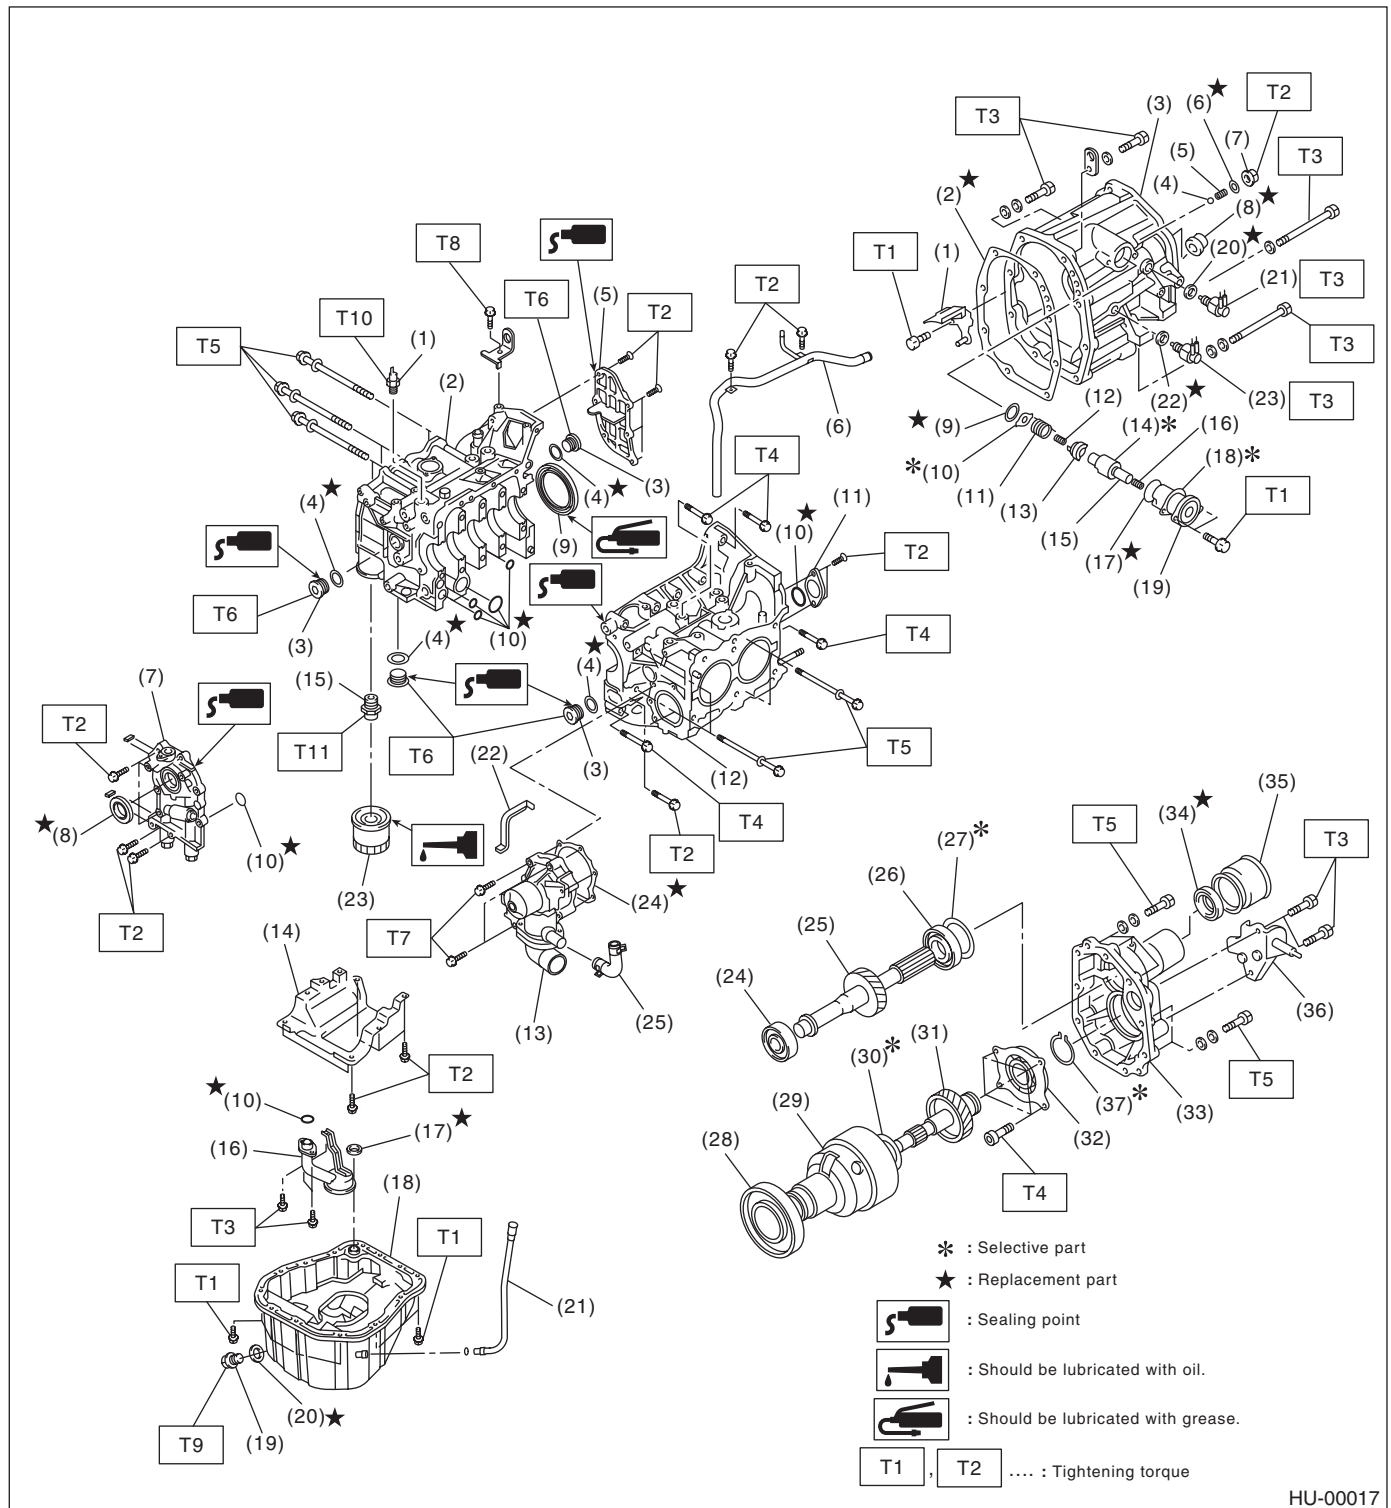 T3
(6)★
T2
(3)
(7)
(5)
T3
(2)★
(4)
(8)★
T8
T1
(1)
(20)★
T6
(5)
T2
T2
(21)
T3
T10
T5
(1)
(2)
T3
(6)
(12)
(22)★
(23)
T3
★(9)
(14)*
(16)
*(10)
(18)*
T4
(4)★
(3)
(11)
(13)
T1
(4)★
(11)
(10)★
(15)
(17)★
(9)
T2
(19)
T6
(3)
(10)★
(4)★
T4
★
(4)
(7)
(15)
T2
T11
T6
(22)
(3)
(12)
T5
★(8)
(10)★
T4
T2
(35)
(34)★
T5
(27)*
T3
T2
(23)
(24)★
(26)
T7
(14)
(25)
(24)
(13)
(25)
(36)
(31)
(30)*
T2
T5
★(10)
(37)*
(33)
(17)★
(29)
(32)
(16)
(28)
(18)
T4
T3
T1
* : Selective part
T1
★ : Replacement part
(21)
: Sealing point
: Should be lubricated with oil.
(20)★
: Should be lubricated with grease.
T9
(19)
T1 , T2 .... : Tightening torque
HU-00017